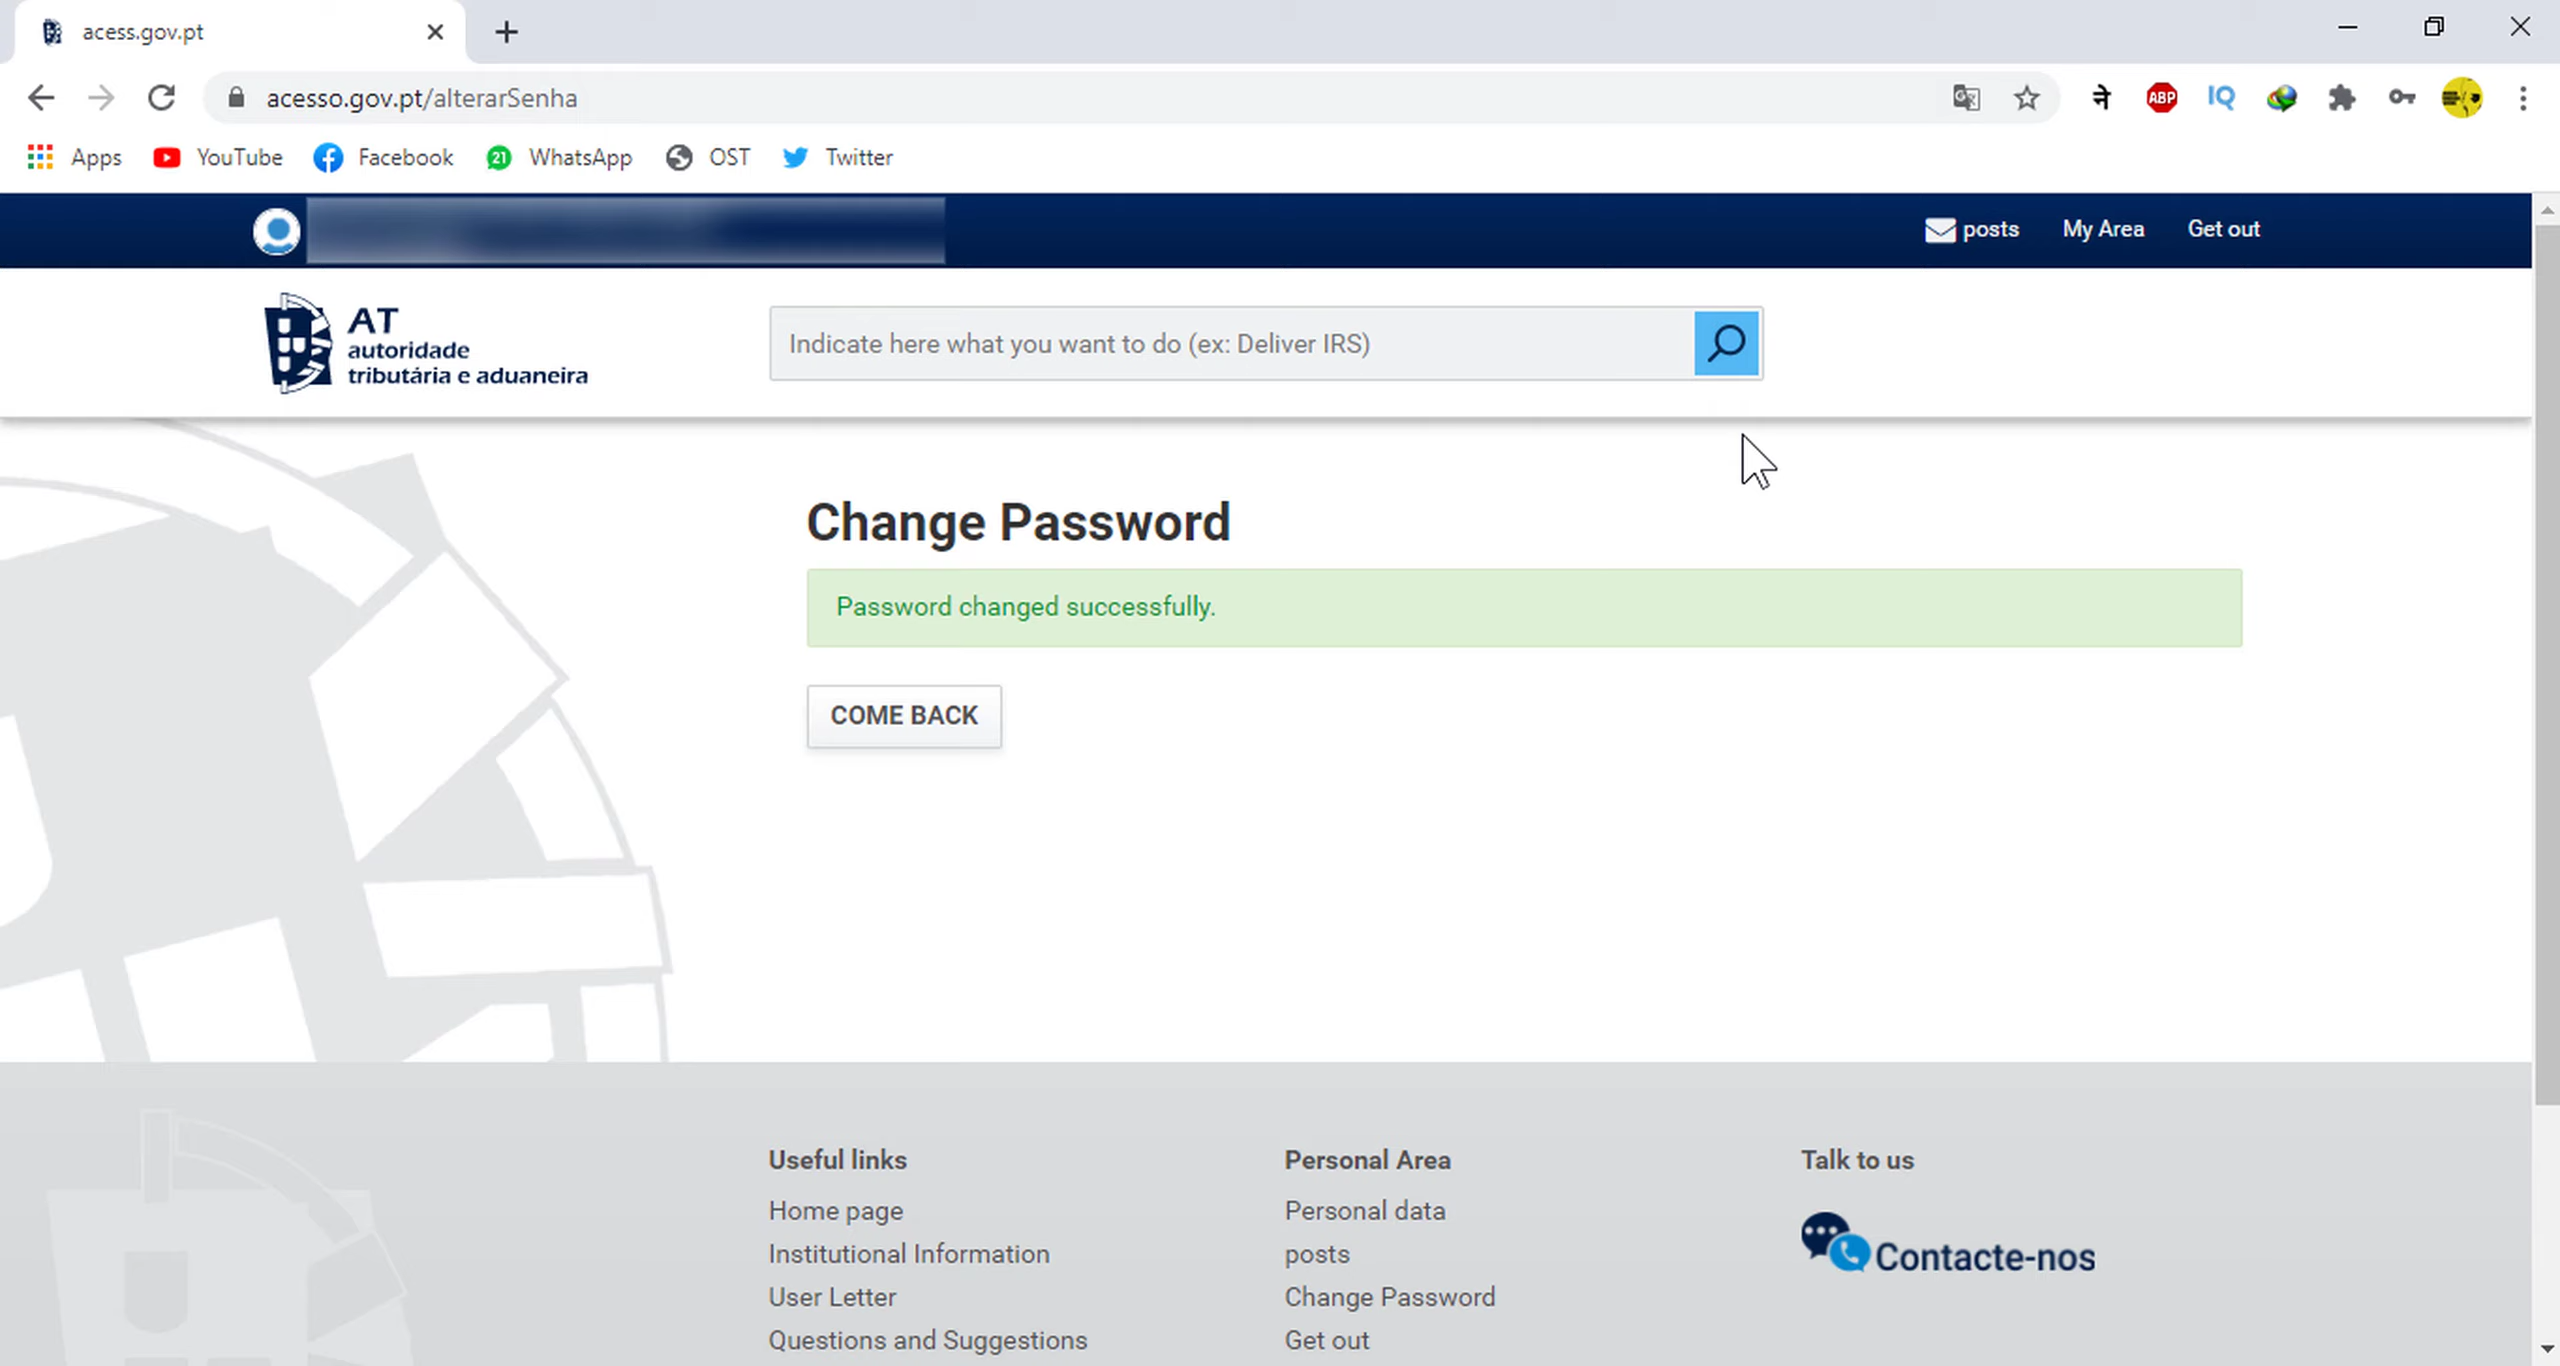 acess.gov.pt
acesso.gov.pt/alterarSenha
ने
ABP
IQ
Apps
YouTube
Facebook
21
WhatsApp
OST
Twitter
posts
My Area
Get out
AT
autoridade
tributária e aduaneira
Indicate here what you want to do (ex: Deliver IRS)
Change Password
Password changed successfully.
COME BACK
Useful links
Home page
Institutional Information
User Letter
Questions and Suggestions
Personal Area
Personal data
posts
Change Password
Get out
Talk to us
Contacte-nos